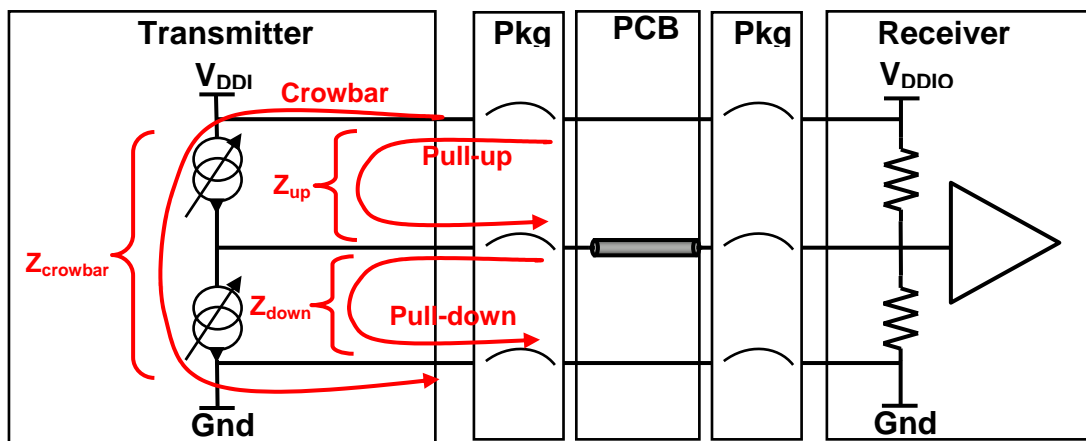 Transmitter
Pkg
PCB
Pkg
Receiver
VDDI
VDDIO
Crowbar
Pull-up
Zup
Zcrowbar
Zdown
Pull-down
Gnd
Gnd